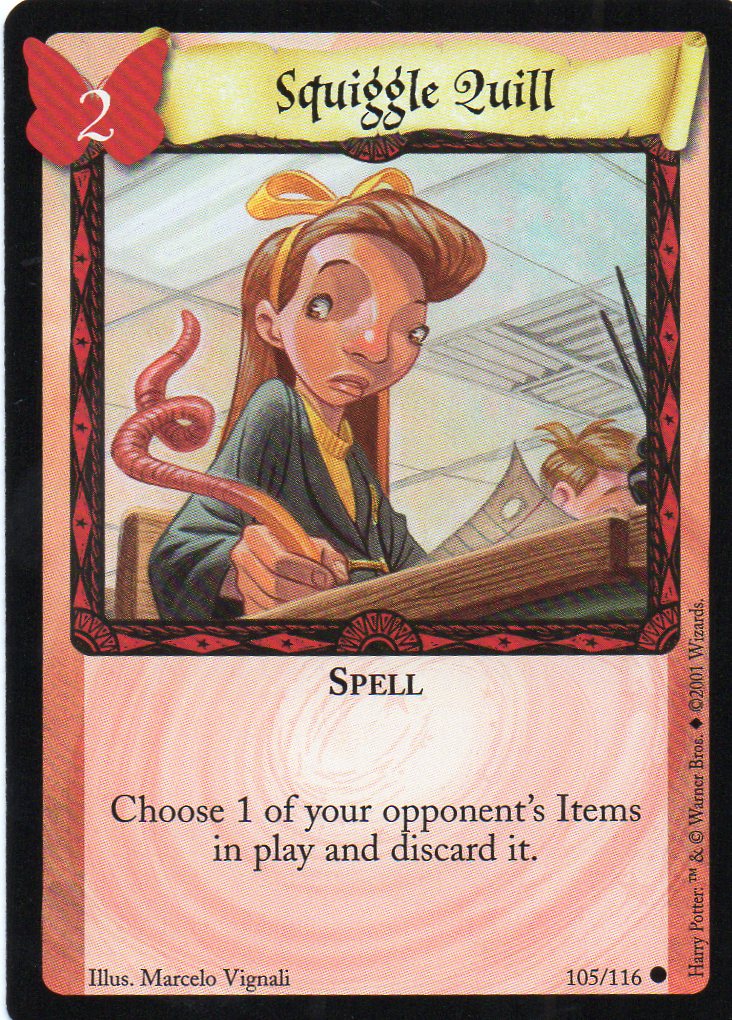 2
Squiggle Quill
SPELL
Choose 1 of your opponent's Items
in play and discard it.
Illus. Marcelo Vignali
105/116 ●
Harry Potter: ™ & © Warner Bros. ◆ ©2001 Wizards.